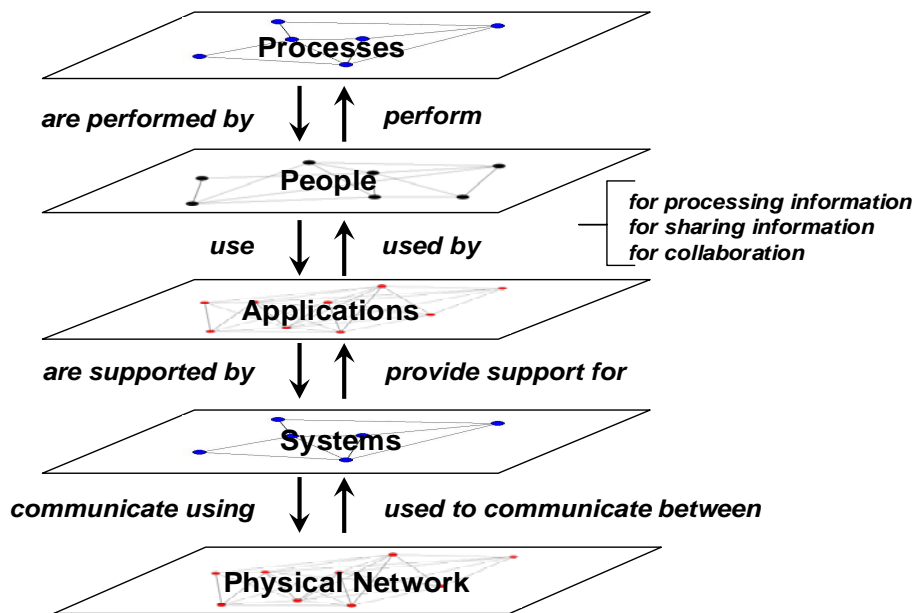 Processes
are performed by
perform
People
for processing information
for sharing information
for collaboration
use
used by
Applications
are supported by
provide support for
Systems
communicate using
used to communicate between
Physical Network